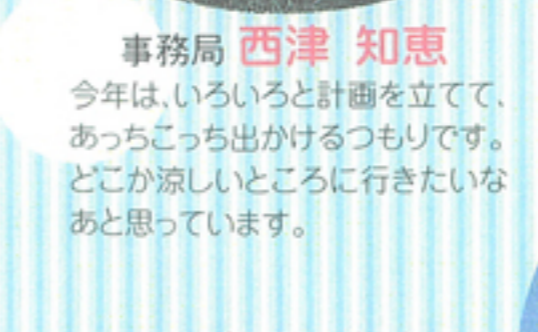 事務局 西津 知恵
今年は、いろいろと計画を立てて、
あっちこっち出かけるつもりです。
どこか涼しいところに行きたいな
あと思っています。